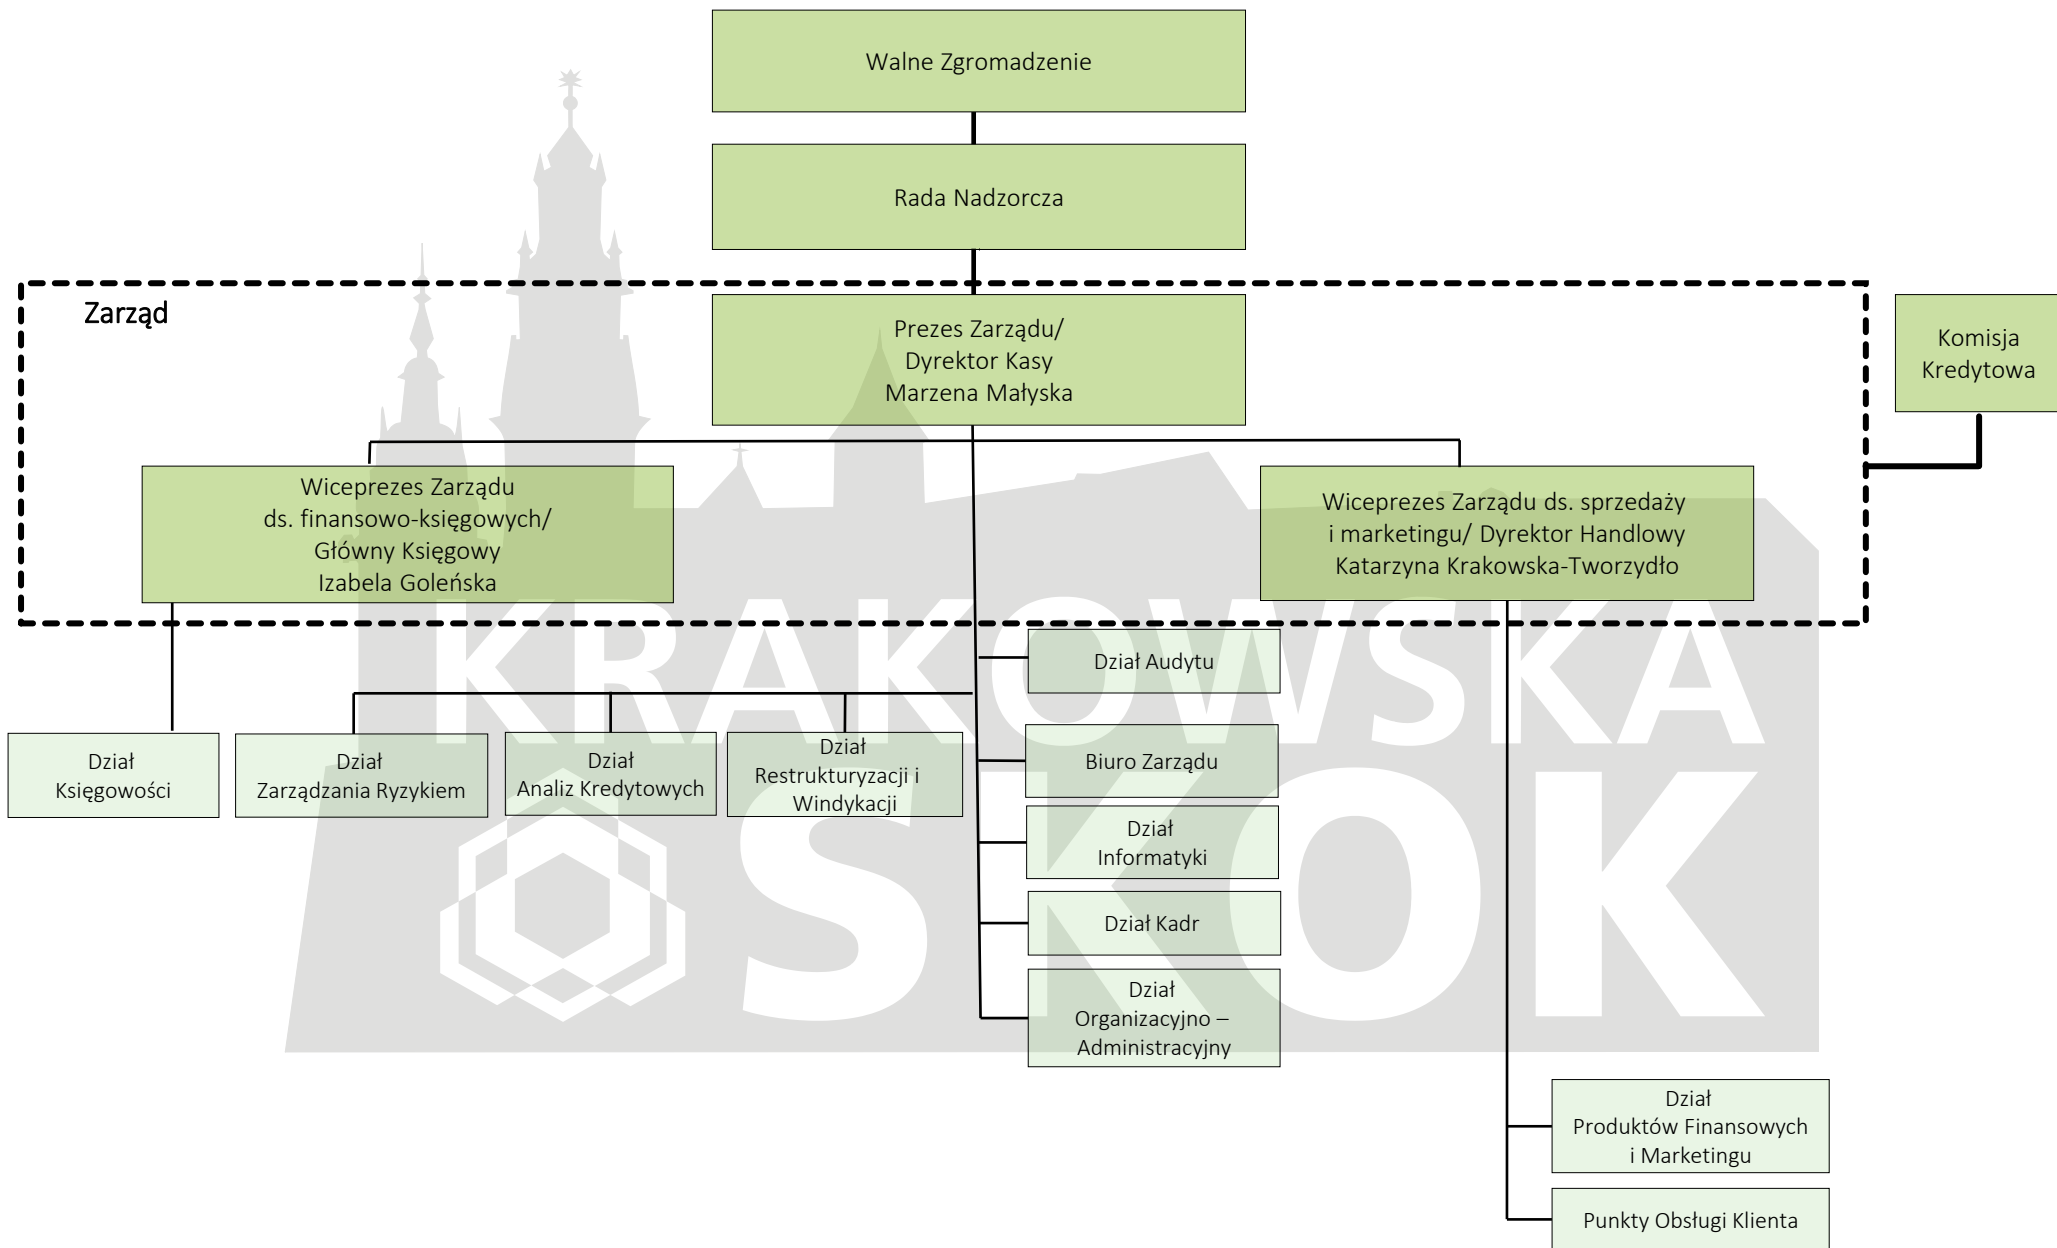 Walne Zgromadzenie
Rada Nadzorcza
Zarząd
Prezes Zarządu/
Dyrektor Kasy
Marzena Małyska
Komisja
Kredytowa
Wiceprezes Zarządu
ds. finansowo-księgowych/
Główny Księgowy
Izabela Goleńska
Wiceprezes Zarządu ds. sprzedaży
i marketingu/ Dyrektor Handlowy
Katarzyna Krakowska-Tworzydło
KRAKOWSKA
SKOK
Dział
Księgowości
Dział
Zarządzania Ryzykiem
Dział
Analiz Kredytowych
Dział
Restrukturyzacji i
Windykacji
Dział Audytu
Biuro Zarządu
Dział
Informatyki
Dział Kadr
Dział
Organizacyjno –
Administracyjny
Dział
Produktów Finansowych
i Marketingu
Punkty Obsługi Klienta